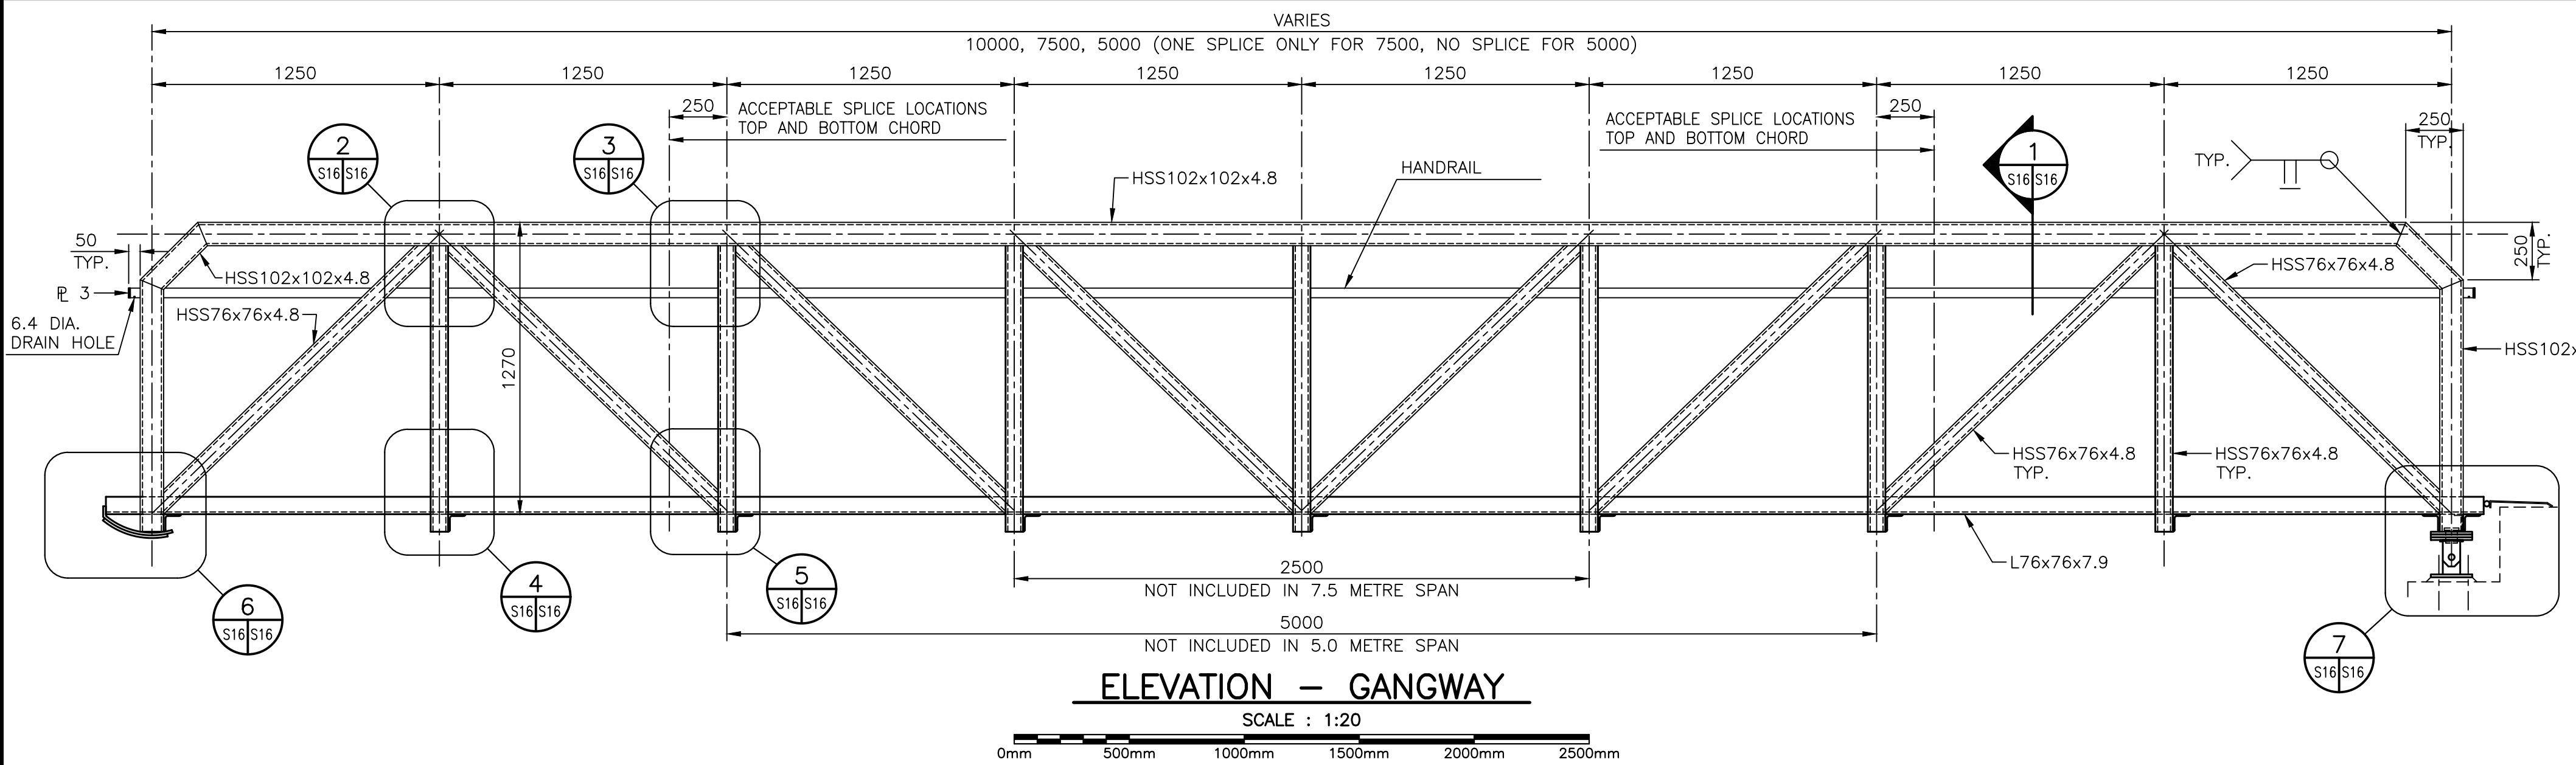 VARIES
10000, 7500, 5000 (ONE SPLICE ONLY FOR 7500, NO SPLICE FOR 5000)
1250
1250
1250
1250
1250
1250
1250
1250
250
ACCEPTABLE SPLICE LOCATIONS
TOP AND BOTTOM CHORD
ACCEPTABLE SPLICE LOCATIONS
TOP AND BOTTOM CHORD
250
250
TYP.
2
S16 S16
3
S16 S16
HSS102x102x4.8
HANDRAIL
1
S16 S16
TYP.
50
TYP.
HSS102x102x4.8
HSS76x76x4.8
250
TYP.
PL 3
6.4 DIA.
DRAIN HOLE
HSS76x76x4.8
1270
HSS102x
HSS76x76x4.8
TYP.
HSS76x76x4.8
TYP.
L76x76x7.9
2500
NOT INCLUDED IN 7.5 METRE SPAN
5000
NOT INCLUDED IN 5.0 METRE SPAN
6
S16 S16
4
S16 S16
5
S16 S16
7
S16 S16
ELEVATION – GANGWAY
SCALE : 1:20
0mm 500mm 1000mm 1500mm 2000mm 2500mm